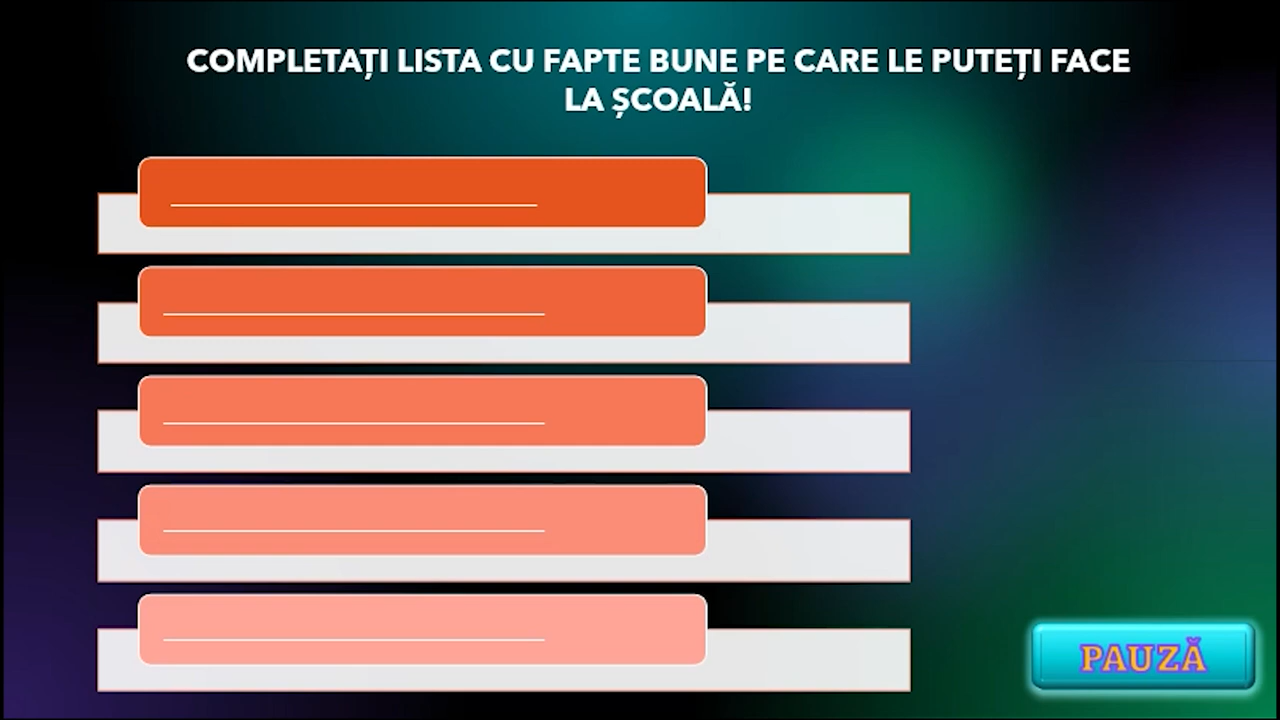 COMPLETAȚI LISTA CU FAPTE BUNE PE CARE LE PUTEȚI FACE
LA ȘCOALĂ!
PAUZĂ